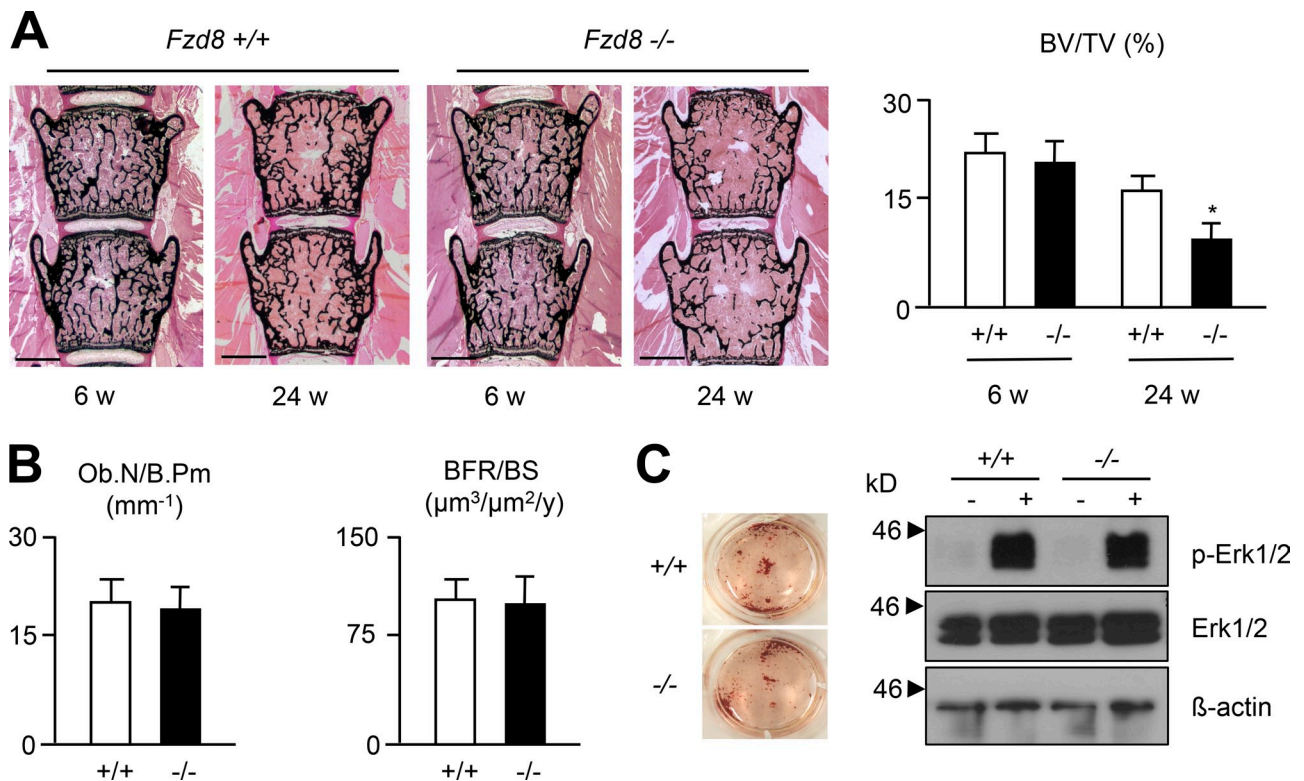 A
Fzd8 +/+
Fzd8 -/-
BV/TV (%)
30
15
0
*
+/+ -/- +/+ -/-
6 w 24 w
6 w 24 w 6 w 24 w
B
Ob.N/B.Pm
(mm⁻¹)
30
15
0
+/+ -/-
BFR/BS
(µm³/µm²/y)
150
75
0
+/+ -/-
C
+/+
-/-
kD
+/+ -/-
- + - +
46 p-Erk1/2
46 Erk1/2
46 ß-actin